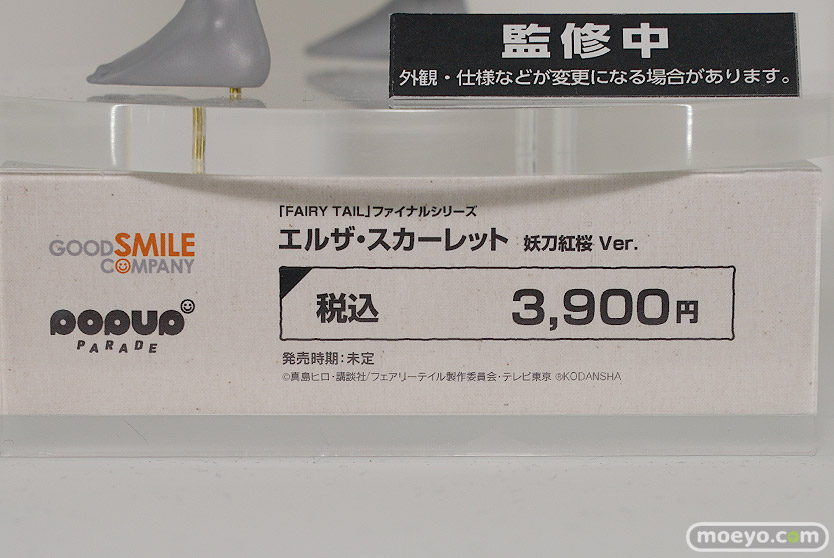 監修中
外観・仕様などが変更になる場合があります。
「FAIRY TAIL」ファイナルシリーズ
エルザ・スカーレット 妖刀紅桜 Ver.
GOOD SMILE
COMPANY
税込 3,900円
POPUP
PARADE
発売時期：未定
©真島ヒロ・講談社/フェアリーテイル製作委員会・テレビ東京 ®KODANSHA
moeyo.com